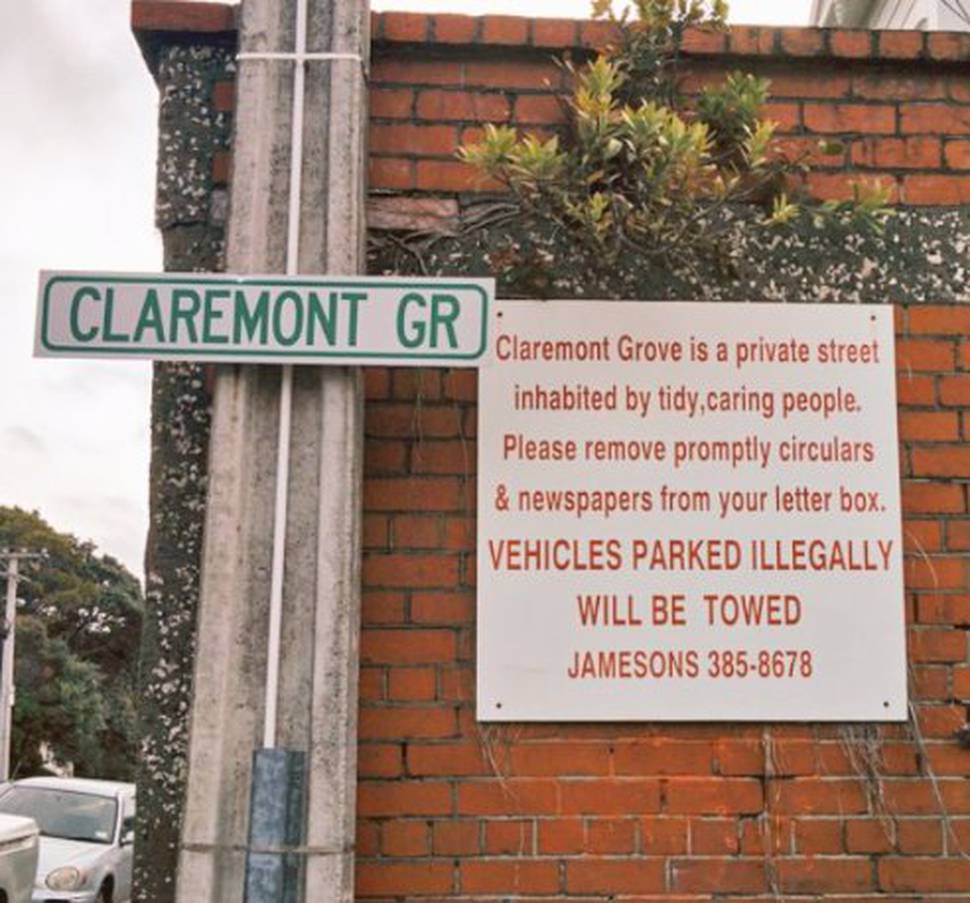 CLAREMONT GR
Claremont Grove is a private street
inhabited by tidy,caring people.
Please remove promptly circulars
& newspapers from your letter box.
VEHICLES PARKED ILLEGALLY
WILL BE TOWED
JAMESONS 385-8678